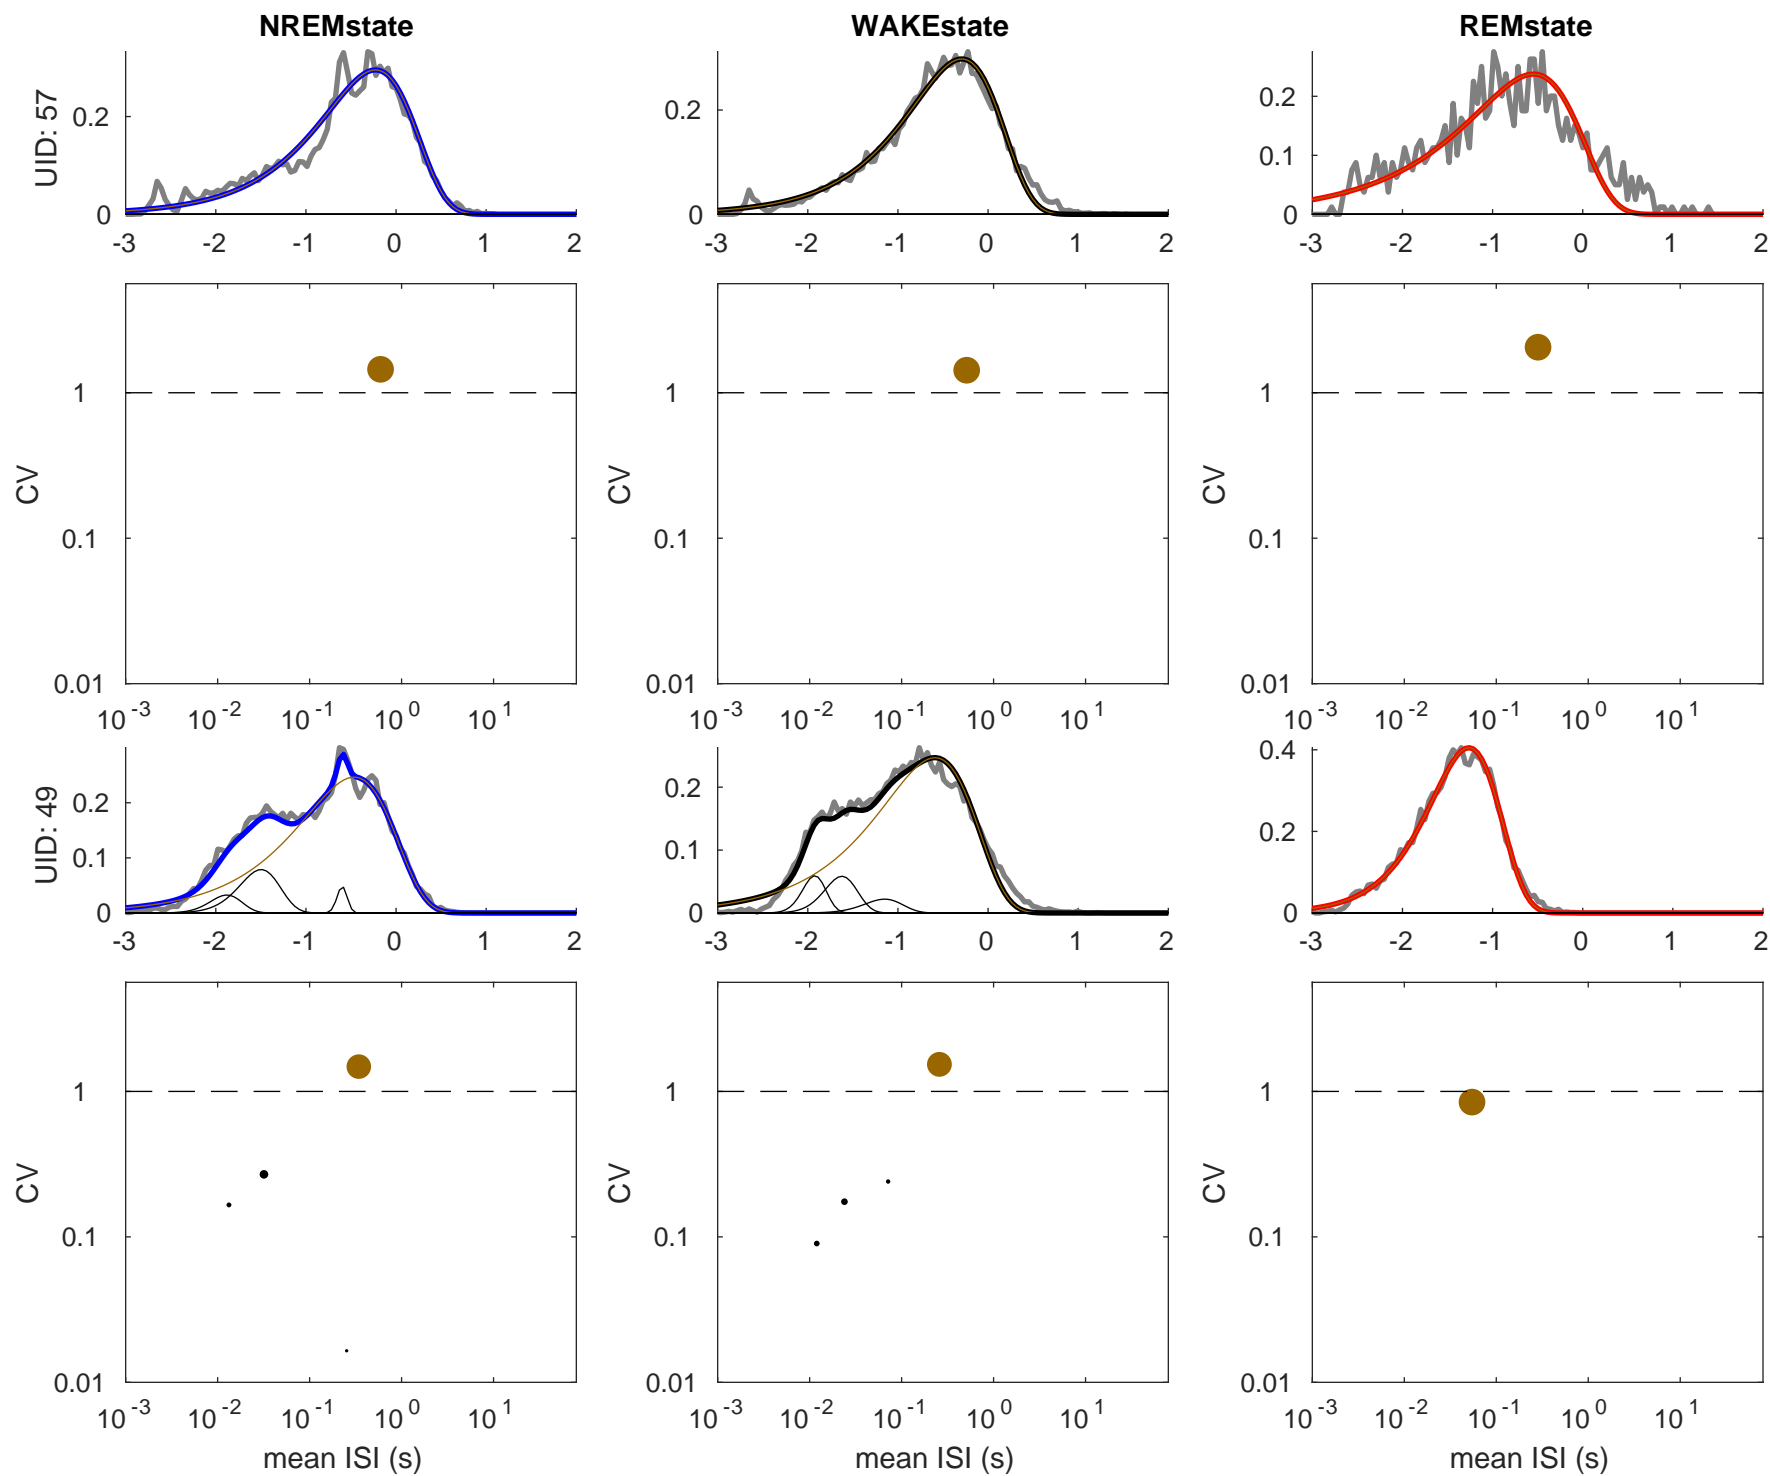 NREMstate WAKEstate REMstate
UID: 57
0.2 0.2 0.2
0.1
0 0 0
-3 -2 -1 0 1 2 -3 -2 -1 0 1 2 -3 -2 -1 0 1 2
CV CV CV
1 1 1
0.1 0.1 0.1
0.01 0.01 0.01
10^-3 10^-2 10^-1 10^0 10^1 10^-3 10^-2 10^-1 10^0 10^1 10^-3 10^-2 10^-1 10^0 10^1
UID: 49
0.4
0.2 0.2 0.2
0.1 0.1
0 0 0
-3 -2 -1 0 1 2 -3 -2 -1 0 1 2 -3 -2 -1 0 1 2
CV CV CV
1 1 1
0.1 0.1 0.1
0.01 0.01 0.01
10^-3 10^-2 10^-1 10^0 10^1 10^-3 10^-2 10^-1 10^0 10^1 10^-3 10^-2 10^-1 10^0 10^1
mean ISI (s) mean ISI (s) mean ISI (s)